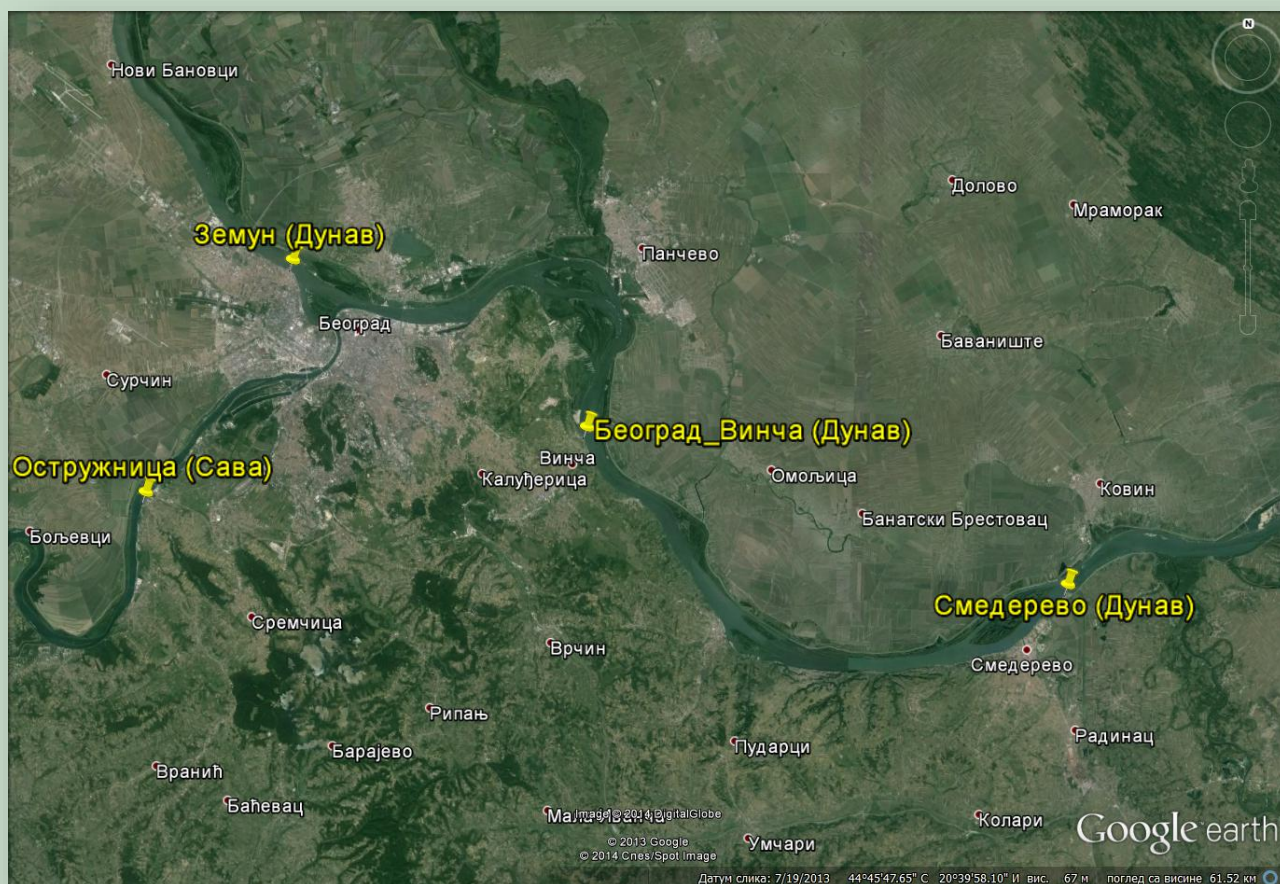 N
Нови Бановци
Долово
Мраморак
Земун (Дунав)
Панчево
Београд
Баваниште
Сурчин
Београд_Винча (Дунав)
Винча
Остружница (Сава)
Калуђерица
Омољица
Ковин
Банатски Брестовац
Бољевци
Смедерево (Дунав)
Сремчица
Врчин
Смедерево
Рипањ
Радинац
Барајево
Пударци
Вранић
Баћевац
Мала Иванча
Image © 2014 DigitalGlobe
Колари
Google earth
© 2013 Google
Умчари
© 2014 Cnes/Spot Image
Датум слика: 7/19/2013 44°45'47.65" С 20°39'58.10" И вис. 67 м поглед са висине 61.52 км